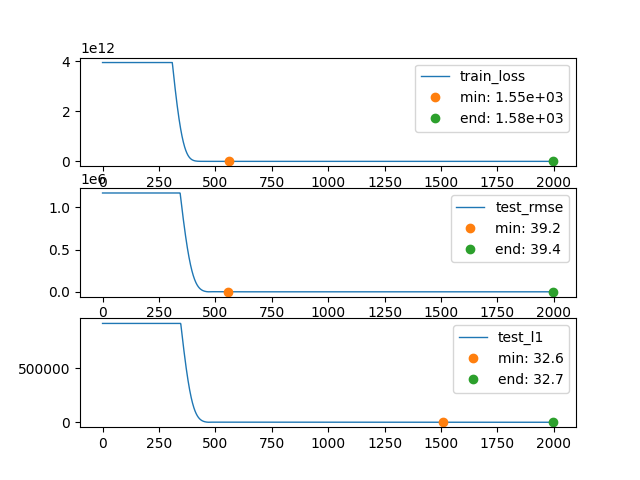 1e12
4
2
0
train_loss
min: 1.55e+03
end: 1.58e+03
0 250 500 750 1000 1250 1500 1750 2000
1e6
1.0
0.5
0.0
test_rmse
min: 39.2
end: 39.4
0 250 500 750 1000 1250 1500 1750 2000
500000
0
test_l1
min: 32.6
end: 32.7
0 250 500 750 1000 1250 1500 1750 2000